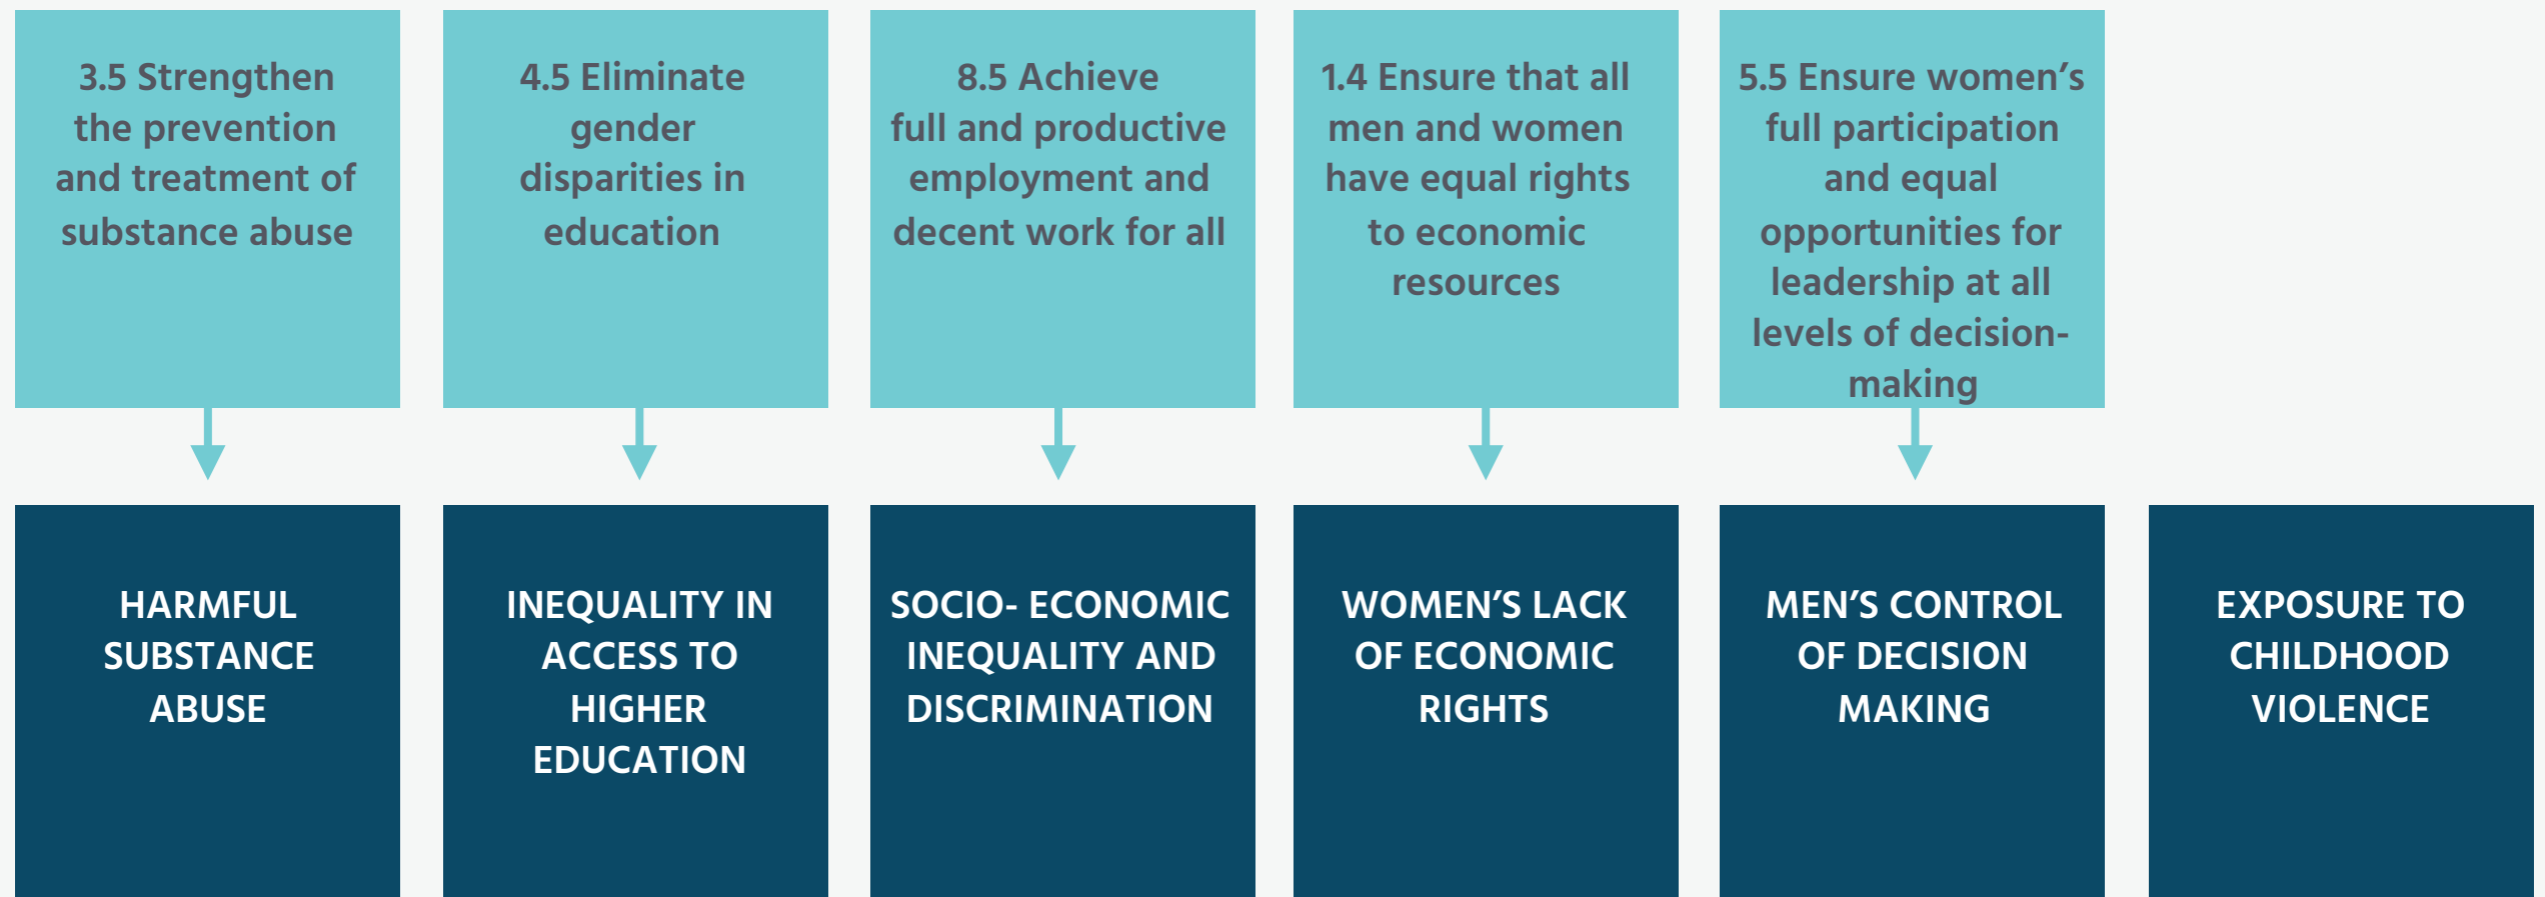 3.5 Strengthen
the prevention
and treatment of
substance abuse
4.5 Eliminate
gender
disparities in
education
8.5 Achieve
full and productive
employment and
decent work for all
1.4 Ensure that all
men and women
have equal rights
to economic
resources
5.5 Ensure women’s
full participation
and equal
opportunities for
leadership at all
levels of decision-
making
HARMFUL
SUBSTANCE
ABUSE
INEQUALITY IN
ACCESS TO
HIGHER
EDUCATION
SOCIO- ECONOMIC
INEQUALITY AND
DISCRIMINATION
WOMEN’S LACK
OF ECONOMIC
RIGHTS
MEN’S CONTROL
OF DECISION
MAKING
EXPOSURE TO
CHILDHOOD
VIOLENCE